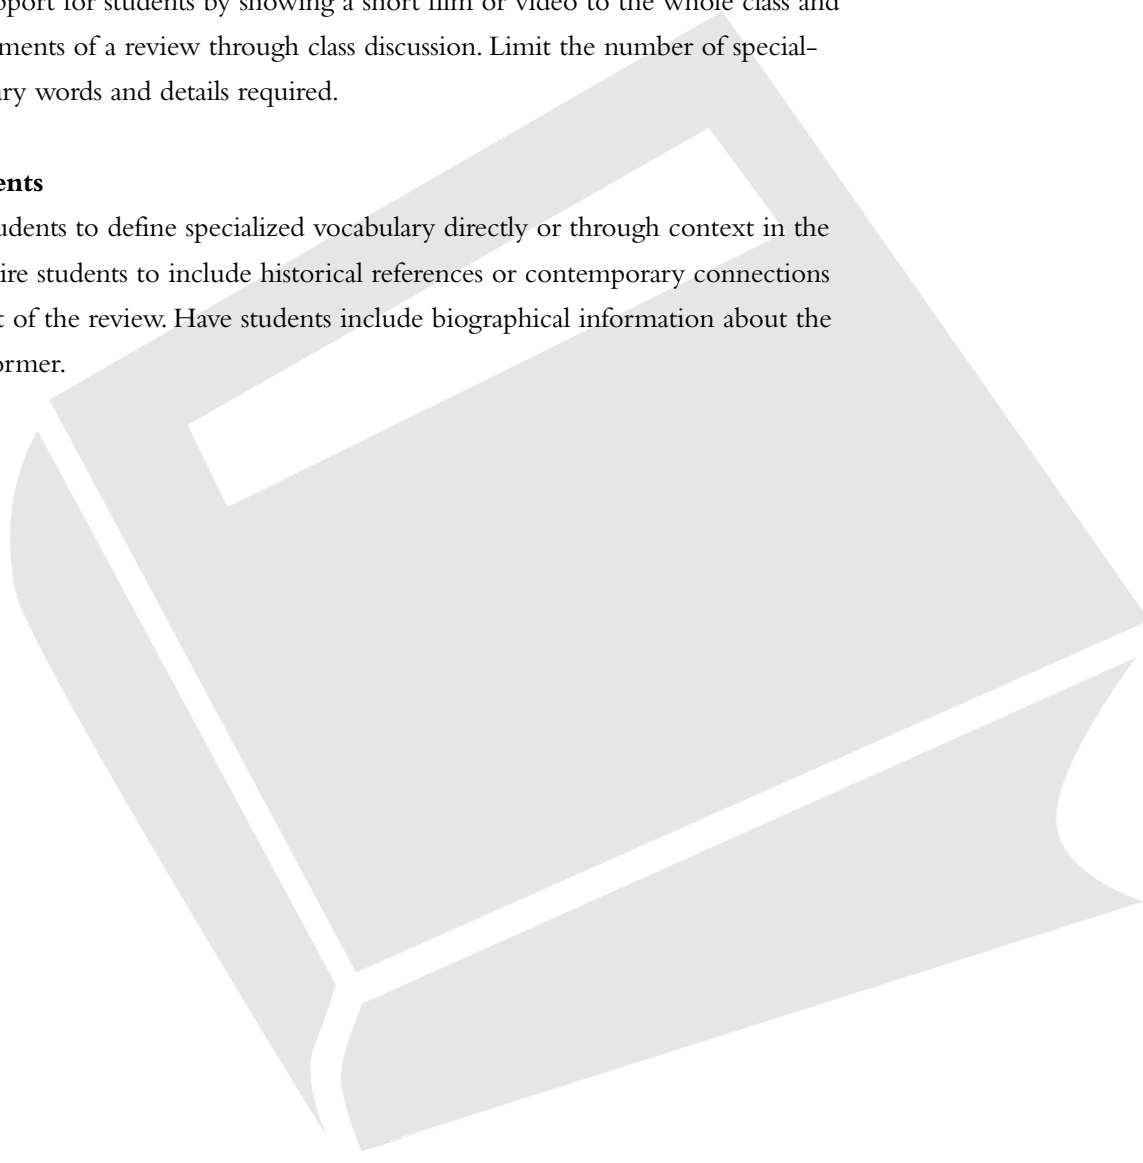 pport for students by showing a short film or video to the whole class and
ments of a review through class discussion. Limit the number of special-
ary words and details required.
ents
udents to define specialized vocabulary directly or through context in the
ire students to include historical references or contemporary connections
t of the review. Have students include biographical information about the
ormer.